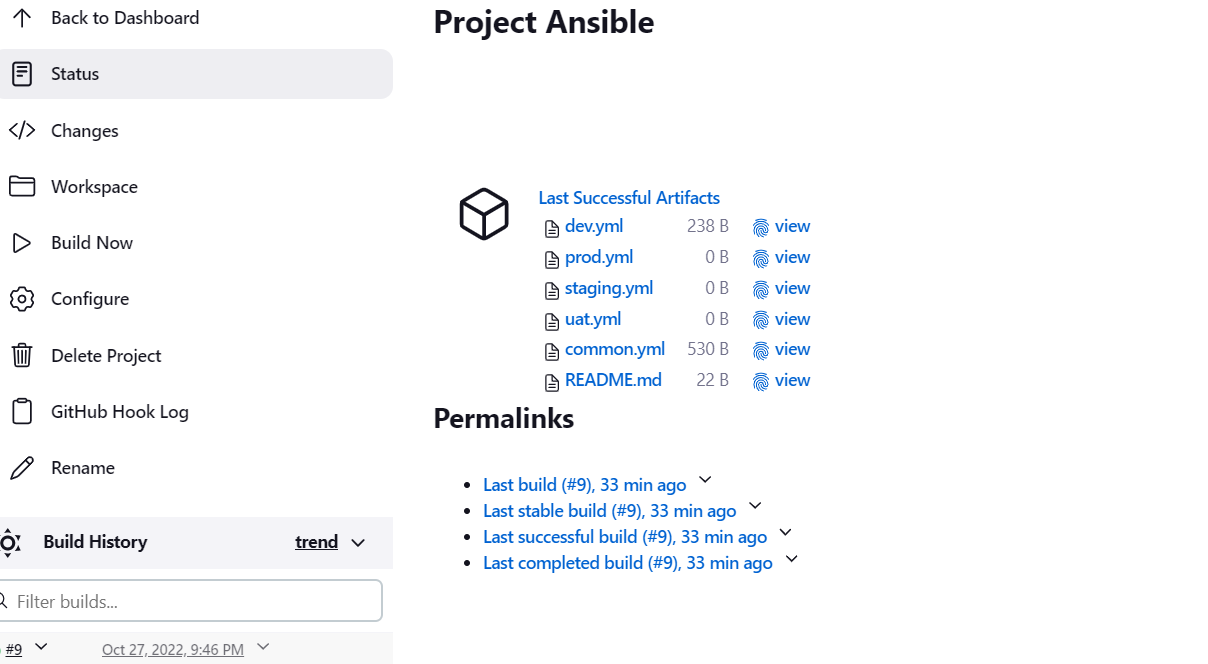 Back to Dashboard
Status
Changes
Workspace
Build Now
Configure
Delete Project
GitHub Hook Log
Rename
Build History trend
Filter builds...
#9 Oct 27, 2022, 9:46 PM
Project Ansible
Last Successful Artifacts
dev.yml 238 B view
prod.yml 0 B view
staging.yml 0 B view
uat.yml 0 B view
common.yml 530 B view
README.md 22 B view
Permalinks
Last build (#9), 33 min ago
Last stable build (#9), 33 min ago
Last successful build (#9), 33 min ago
Last completed build (#9), 33 min ago